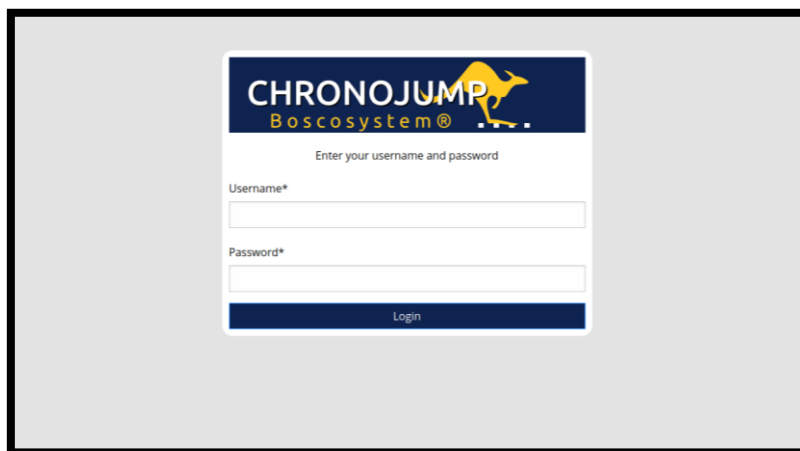 CHRONOJUMP
Boscosystem®
Enter your username and password
Username*
Password*
Login